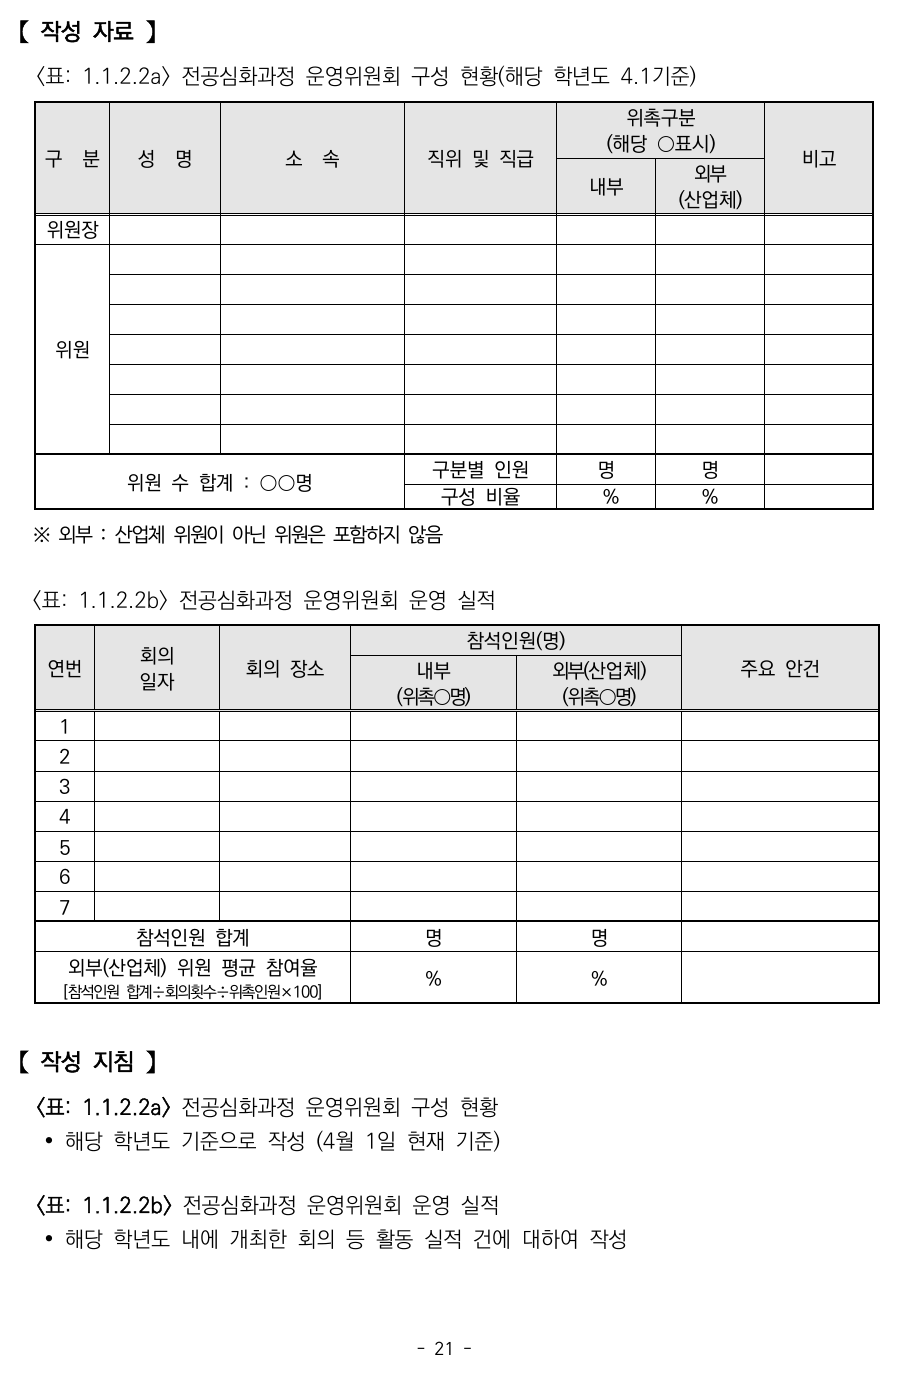 【 작성 자료 】
<표: 1.1.2.2a> 전공심화과정 운영위원회 구성 현황(해당 학년도 4.1기준)
구 분 성 명 소 속 직위 및 직급 위촉구분 (해당 ○표시) 비고
내부 외부 (산업체)
위원장
위원
위원 수 합계 : ○○명 구분별 인원 명 명
구성 비율 % %
※ 외부 : 산업체 위원이 아닌 위원은 포함하지 않음
<표: 1.1.2.2b> 전공심화과정 운영위원회 운영 실적
연번 회의 일자 회의 장소 참석인원(명) 주요 안건
내부 (위촉○명) 외부(산업체) (위촉○명)
1
2
3
4
5
6
7
참석인원 합계 명 명
외부(산업체) 위원 평균 참여율 % %
[참석인원 합계÷회의횟수÷위촉인원×100]
【 작성 지침 】
<표: 1.1.2.2a> 전공심화과정 운영위원회 구성 현황
• 해당 학년도 기준으로 작성 (4월 1일 현재 기준)
<표: 1.1.2.2b> 전공심화과정 운영위원회 운영 실적
• 해당 학년도 내에 개최한 회의 등 활동 실적 건에 대하여 작성
- 21 -